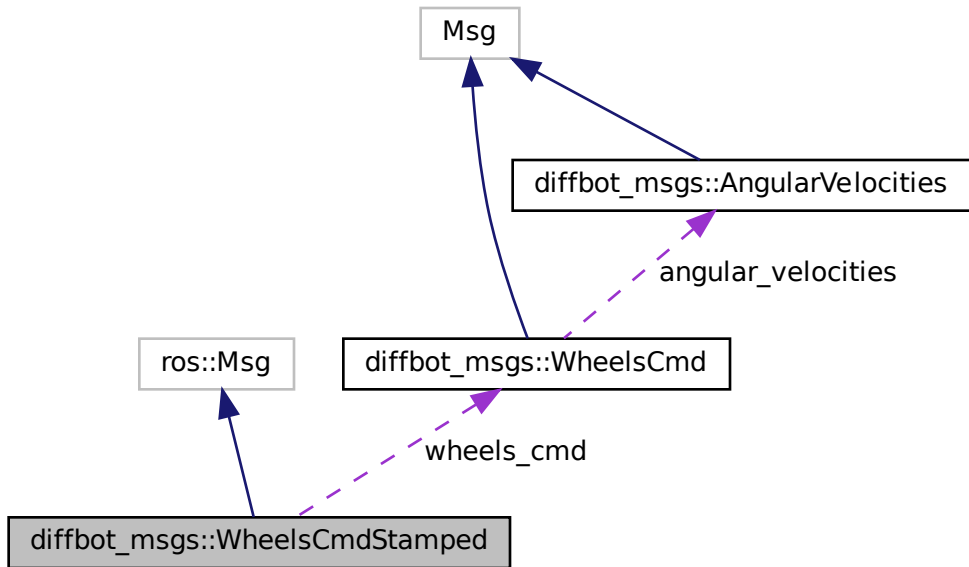 Msg
diffbot_msgs::AngularVelocities
angular_velocities
ros::Msg
diffbot_msgs::WheelsCmd
wheels_cmd
diffbot_msgs::WheelsCmdStamped